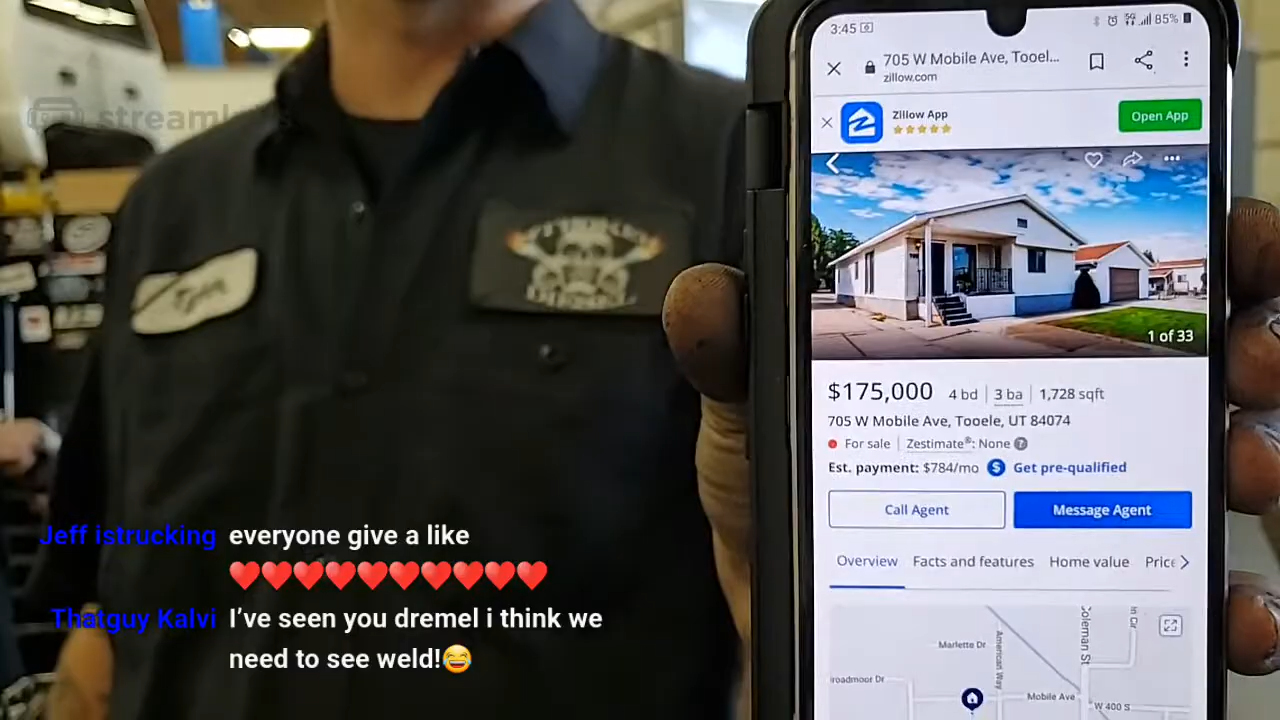 3:45
5G
85%
705 W Mobile Ave, Tooel...
zillow.com
Zillow App
Open App
1 of 33
$175,000 4 bd 3 ba 1,728 sqft
705 W Mobile Ave, Tooele, UT 84074
For sale Zestimate®: None ?
Est. payment: $784/mo $ Get pre-qualified
Call Agent Message Agent
Overview Facts and features Home value Price
Marlette Dr
American Way
Coleman St
roadmoor Dr
Mobile Ave
W 400 S
Jeff istrucking everyone give a like
❤️❤️❤️❤️❤️❤️❤️❤️❤️❤️
Thatguy Kalvi I’ve seen you dremel i think we
need to see weld!😂